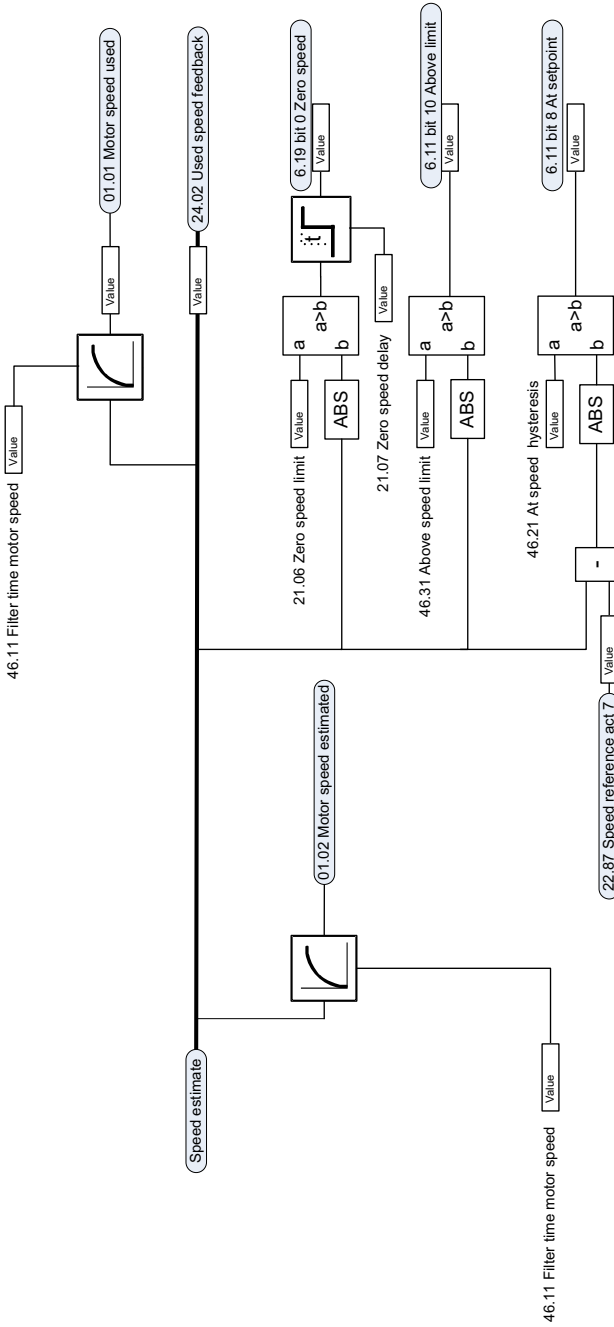 46.11 Filter time motor speed
Value
Value
01.01 Motor speed used
Speed estimate
Value
24.02 Used speed feedback
01.02 Motor speed estimated
46.11 Filter time motor speed
Value
21.06 Zero speed limit
Value
ABS
a
a>b
b
t
Value
6.19 bit 0 Zero speed
21.07 Zero speed delay
Value
46.31 Above speed limit
Value
ABS
a
a>b
b
Value
6.11 bit 10 Above limit
46.21 At speed hysteresis
Value
-
ABS
a
a>b
b
Value
6.11 bit 8 At setpoint
22.87 Speed reference act 7
Value